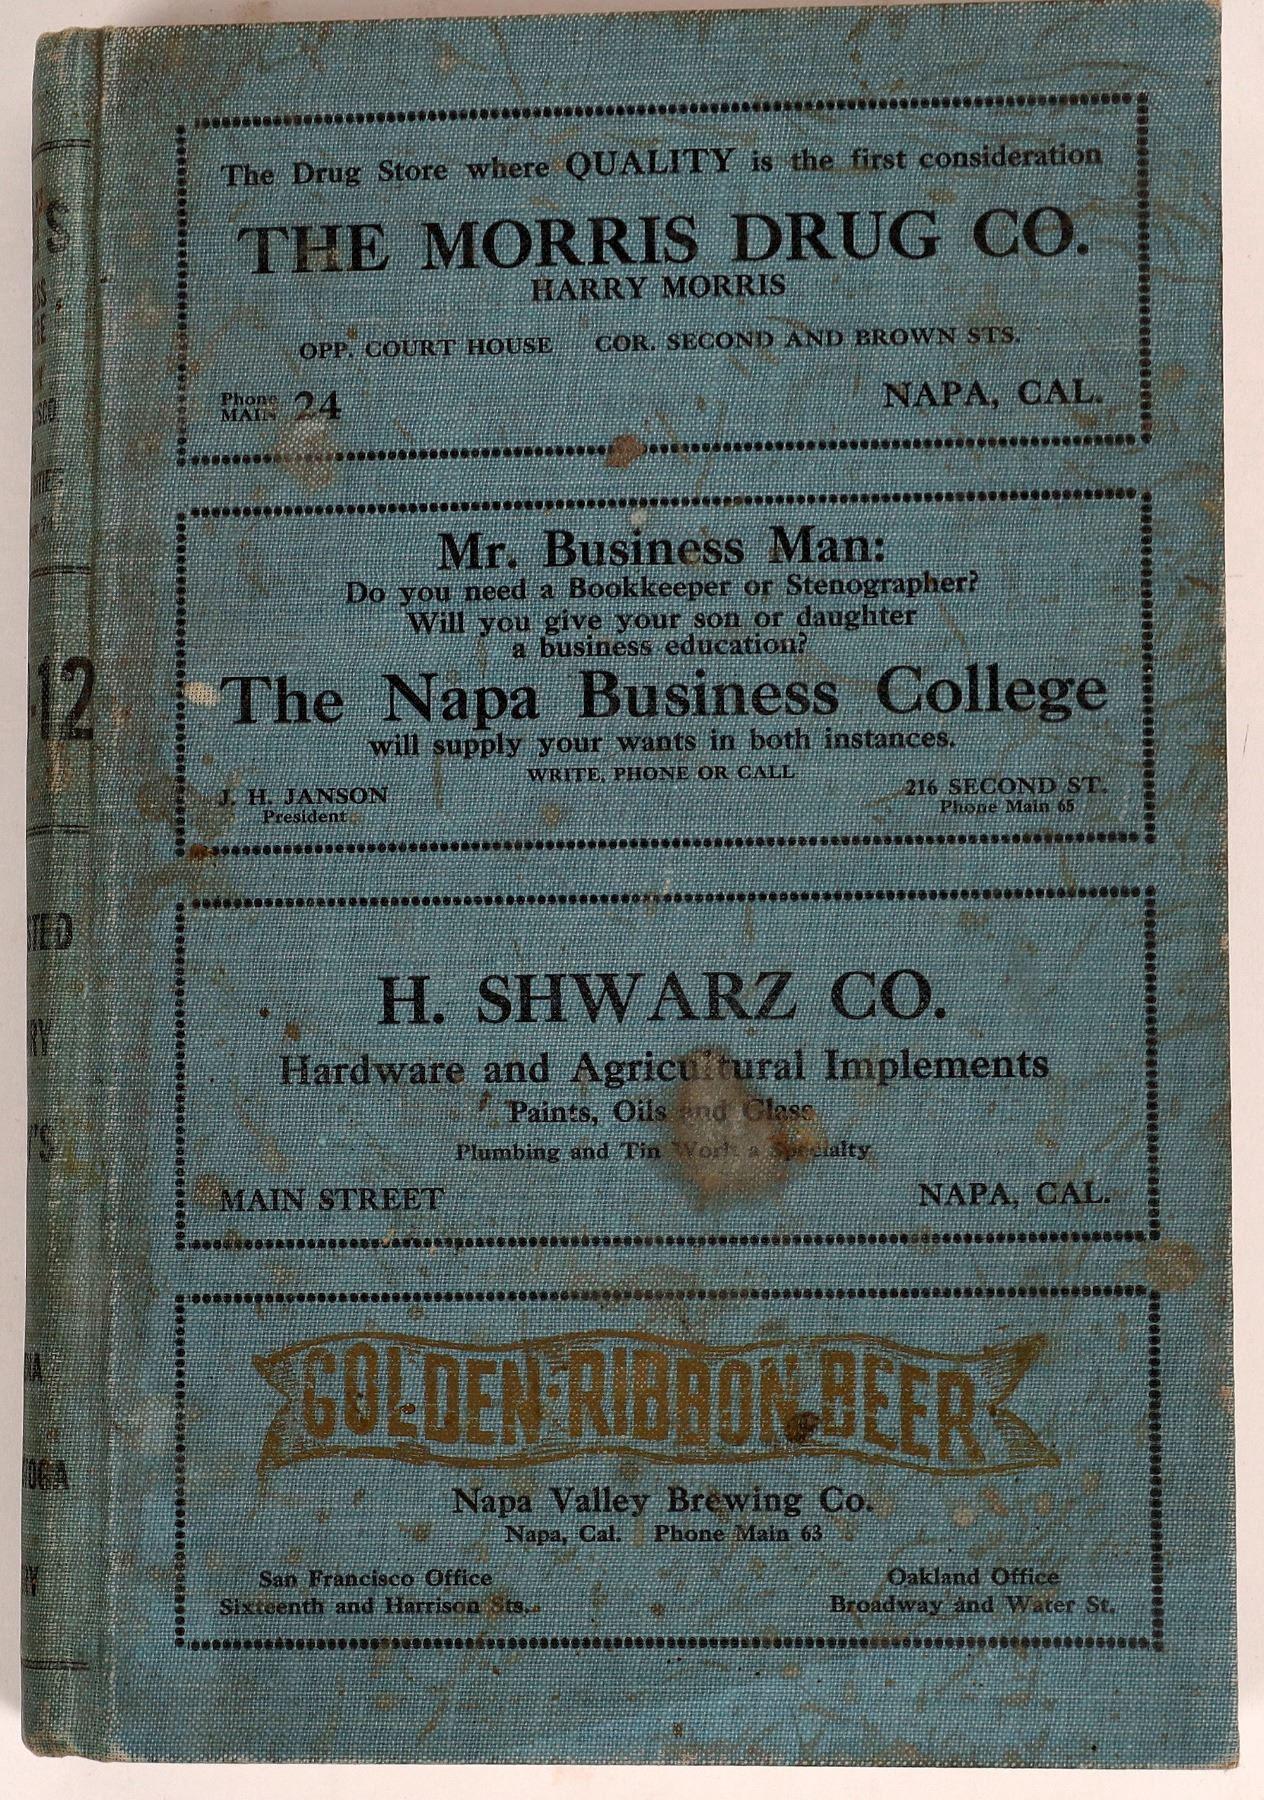 The Drug Store where QUALITY is the first consideration
THE MORRIS DRUG CO.
HARRY MORRIS
OPP. COURT HOUSE COR. SECOND AND BROWN STS.
Phone MAIN 24
NAPA, CAL.
Mr. Business Man:
Do you need a Bookkeeper or Stenographer?
Will you give your son or daughter
a business education?
The Napa Business College
will supply your wants in both instances.
WRITE, PHONE OR CALL
J. H. JANSON
President
216 SECOND ST.
Phone Main 65
H. SHWARZ CO.
Hardware and Agricultural Implements
Paints, Oils and Glass
Plumbing and Tin Work a Specialty
MAIN STREET
NAPA, CAL.
GOLDEN-RIBBON-BEER
Napa Valley Brewing Co.
Napa, Cal. Phone Main 63
San Francisco Office
Sixteenth and Harrison Sts.
Oakland Office
Broadway and Water St.
12